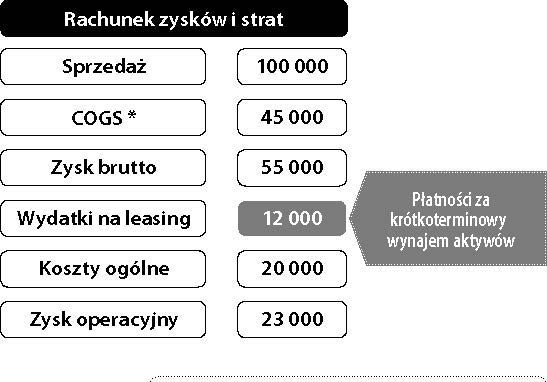 Rachunek zysków i strat
Sprzedaż 100 000
COGS * 45 000
Zysk brutto 55 000
Wydatki na leasing 12 000
Płatności za
krótkoterminowy
wynajem aktywów
Koszty ogólne 20 000
Zysk operacyjny 23 000